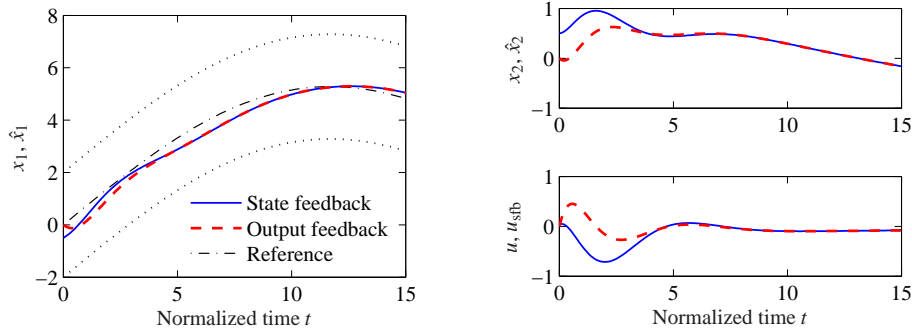 8
6
4
2
0
−2
x₁, x̂₁
State feedback
Output feedback
Reference
0 5 10 15
Normalized time t
1
0
−1
x₂, x̂₂
0 5 10 15
1
0
−1
u, u_sfb
0 5 10 15
Normalized time t